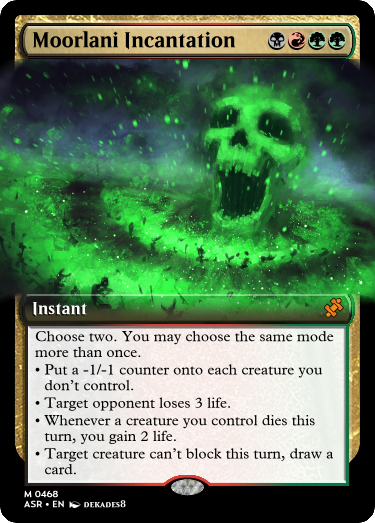 Moorlani Incantation
Instant
Choose two. You may choose the same mode
more than once.
• Put a -1/-1 counter onto each creature you
don't control.
• Target opponent loses 3 life.
• Whenever a creature you control dies this
turn, you gain 2 life.
• Target creature can't block this turn, draw a
card.
M 0468
ASR • EN DEKADES8